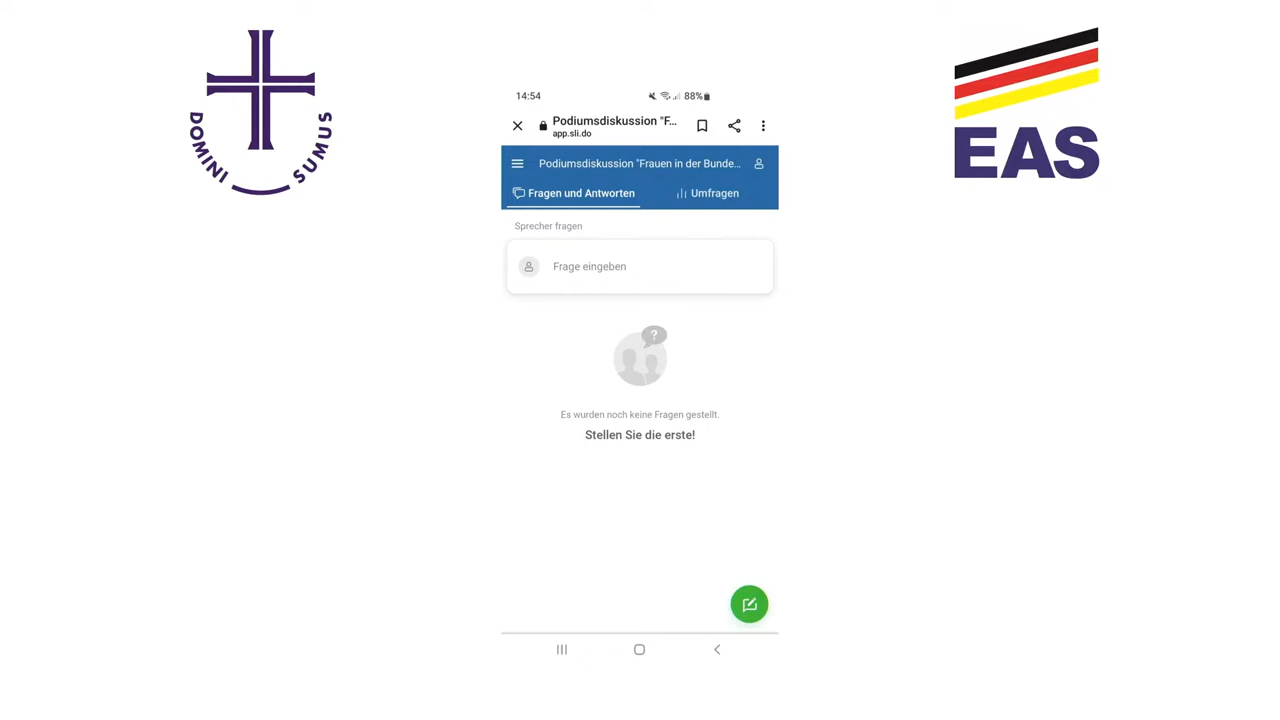 DOMINI SUMUS
EAS
14:54
88%
Podiumsdiskussion "F...
app.sli.do
Podiumsdiskussion "Frauen in der Bunde...
Fragen und Antworten
Umfragen
Sprecher fragen
Frage eingeben
?
Es wurden noch keine Fragen gestellt.
Stellen Sie die erste!